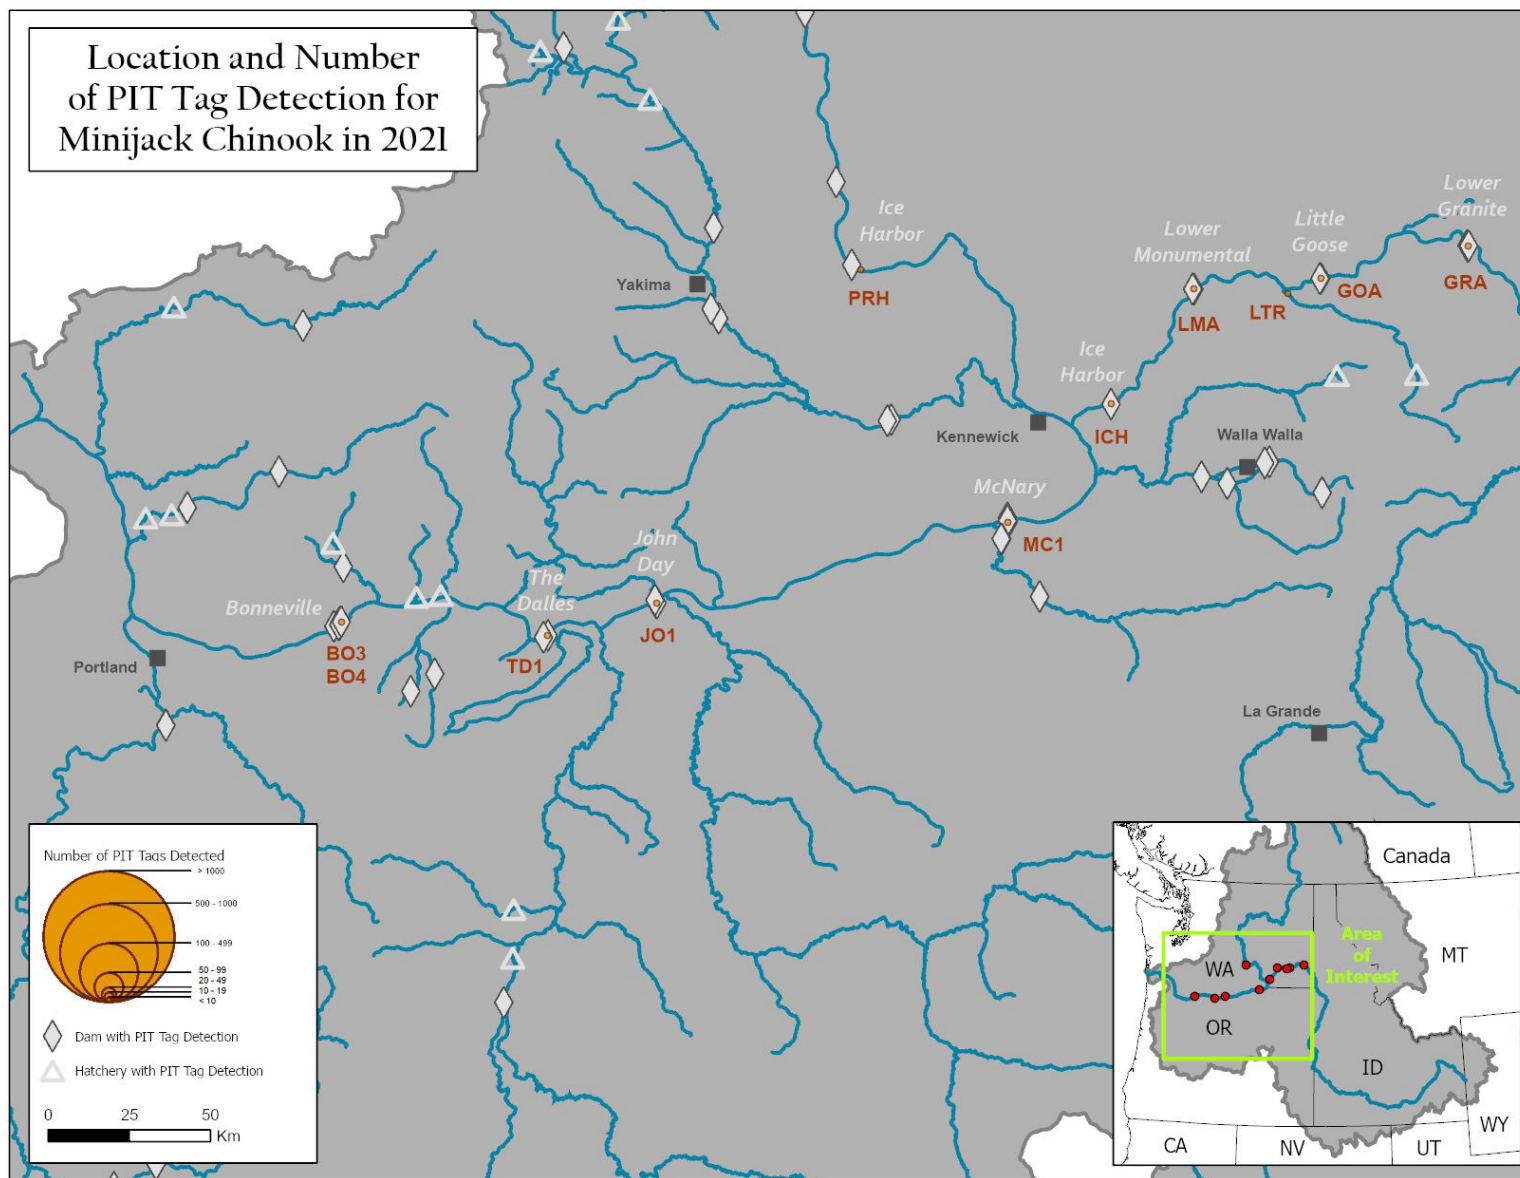 Location and Number
of PIT Tag Detection for
Minijack Chinook in 2021
Lower
Granite
Ice
Harbor
Lower
Monumental
Little
Goose
Yakima
PRH
LMA
LTR
GOA
GRA
Ice
Harbor
Kennewick
ICH
Walla Walla
McNary
MC1
John
Day
The
Dalles
Bonneville
JO1
BO3
BO4
TD1
Portland
La Grande
Number of PIT Tags Detected
> 1000
500 - 1000
100 - 499
50 - 99
20 - 49
10 - 19
< 10
Dam with PIT Tag Detection
Hatchery with PIT Tag Detection
0 25 50
Km
Canada
Area
of
Interest
WA
MT
OR
ID
WY
CA
NV
UT